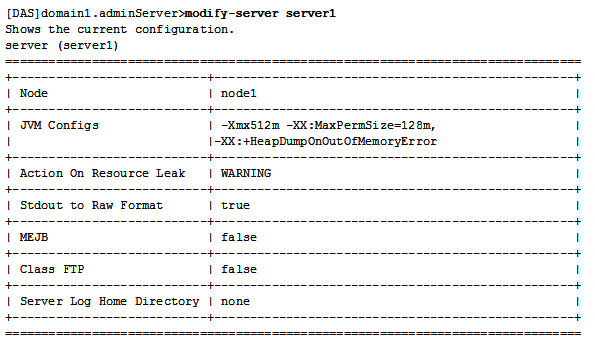 [DAS]domain1.adminServer>modify-server server1
Shows the current configuration.
server (server1)
================================================================================
+--------------------------+---------------------------------------------------+
| Node | node1 |
+--------------------------+---------------------------------------------------+
| JVM Configs | -Xmx512m -XX:MaxPermSize=128m, |
| |-XX:+HeapDumpOnOutOfMemoryError
+--------------------------+---------------------------------------------------+
| Action On Resource Leak | WARNING |
+--------------------------+---------------------------------------------------+
| Stdout to Raw Format | true |
+--------------------------+---------------------------------------------------+
| MEJB | false |
+--------------------------+---------------------------------------------------+
| Class FTP | false |
+--------------------------+---------------------------------------------------+
| Server Log Home Directory | none |
+--------------------------+---------------------------------------------------+
================================================================================